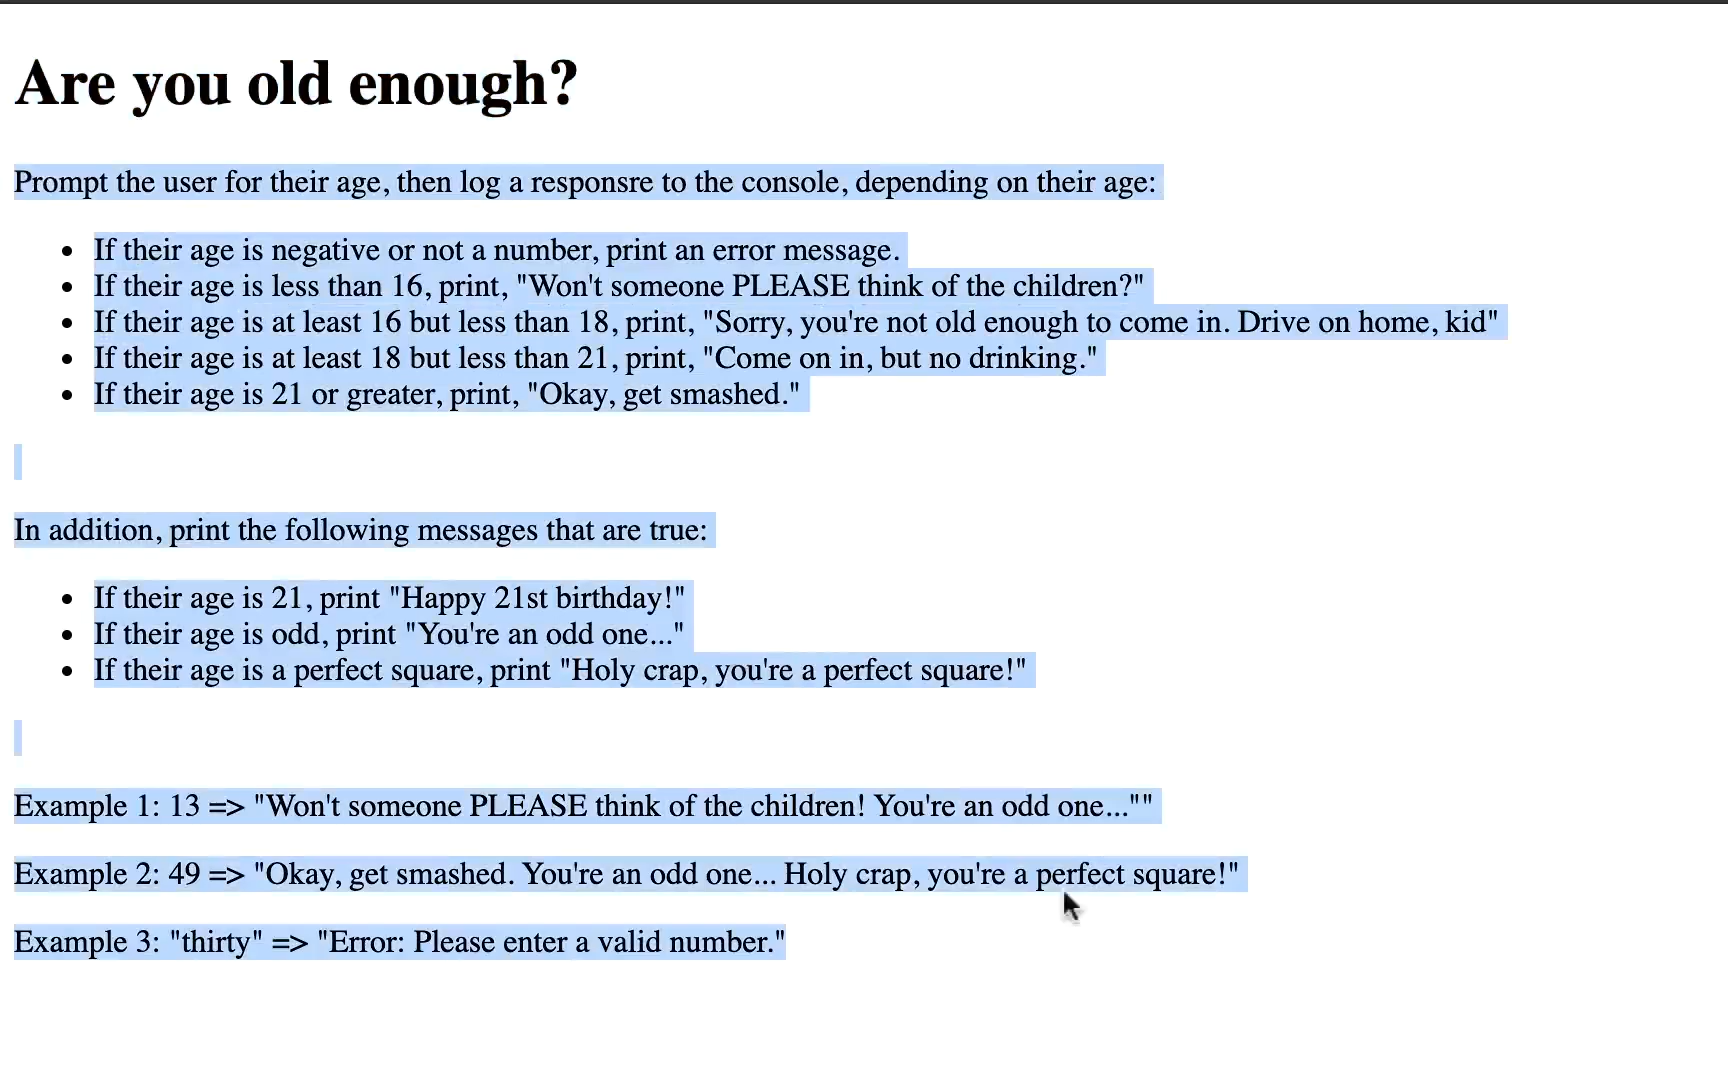 Are you old enough?
Prompt the user for their age, then log a responsre to the console, depending on their age:
• If their age is negative or not a number, print an error message.
• If their age is less than 16, print, "Won't someone PLEASE think of the children?"
• If their age is at least 16 but less than 18, print, "Sorry, you're not old enough to come in. Drive on home, kid"
• If their age is at least 18 but less than 21, print, "Come on in, but no drinking."
• If their age is 21 or greater, print, "Okay, get smashed."
In addition, print the following messages that are true:
• If their age is 21, print "Happy 21st birthday!"
• If their age is odd, print "You're an odd one..."
• If their age is a perfect square, print "Holy crap, you're a perfect square!"
Example 1: 13 => "Won't someone PLEASE think of the children! You're an odd one...""
Example 2: 49 => "Okay, get smashed. You're an odd one... Holy crap, you're a perfect square!"
Example 3: "thirty" => "Error: Please enter a valid number."